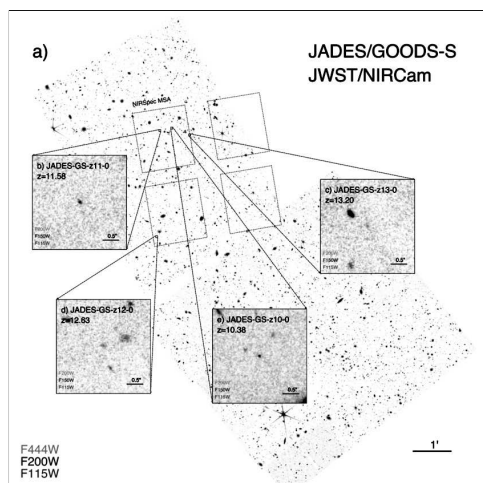 a)
JADES/GOODS-S
JWST/NIRCam
NIRSpec MSA
b) JADES-GS-z11-0
z=11.58
F150W
F115W
0.5"
c) JADES-GS-z13-0
z=13.20
F150W
F115W
0.5"
d) JADES-GS-z12-0
z=12.63
F200W
F150W
F115W
0.5"
e) JADES-GS-z10-0
z=10.38
F150W
F115W
0.5"
F444W
F200W
F115W
1'